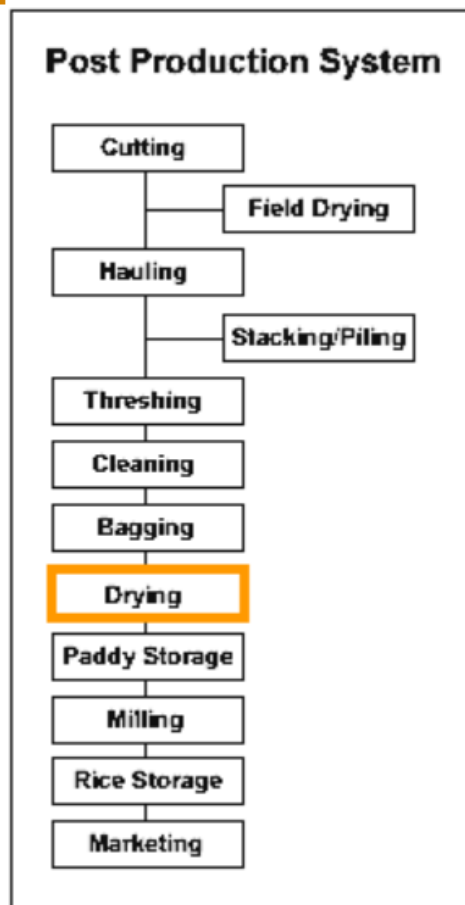 Post Production System
Cutting
Field Drying
Hauling
Stacking/Piling
Threshing
Cleaning
Bagging
Drying
Paddy Storage
Milling
Rice Storage
Marketing